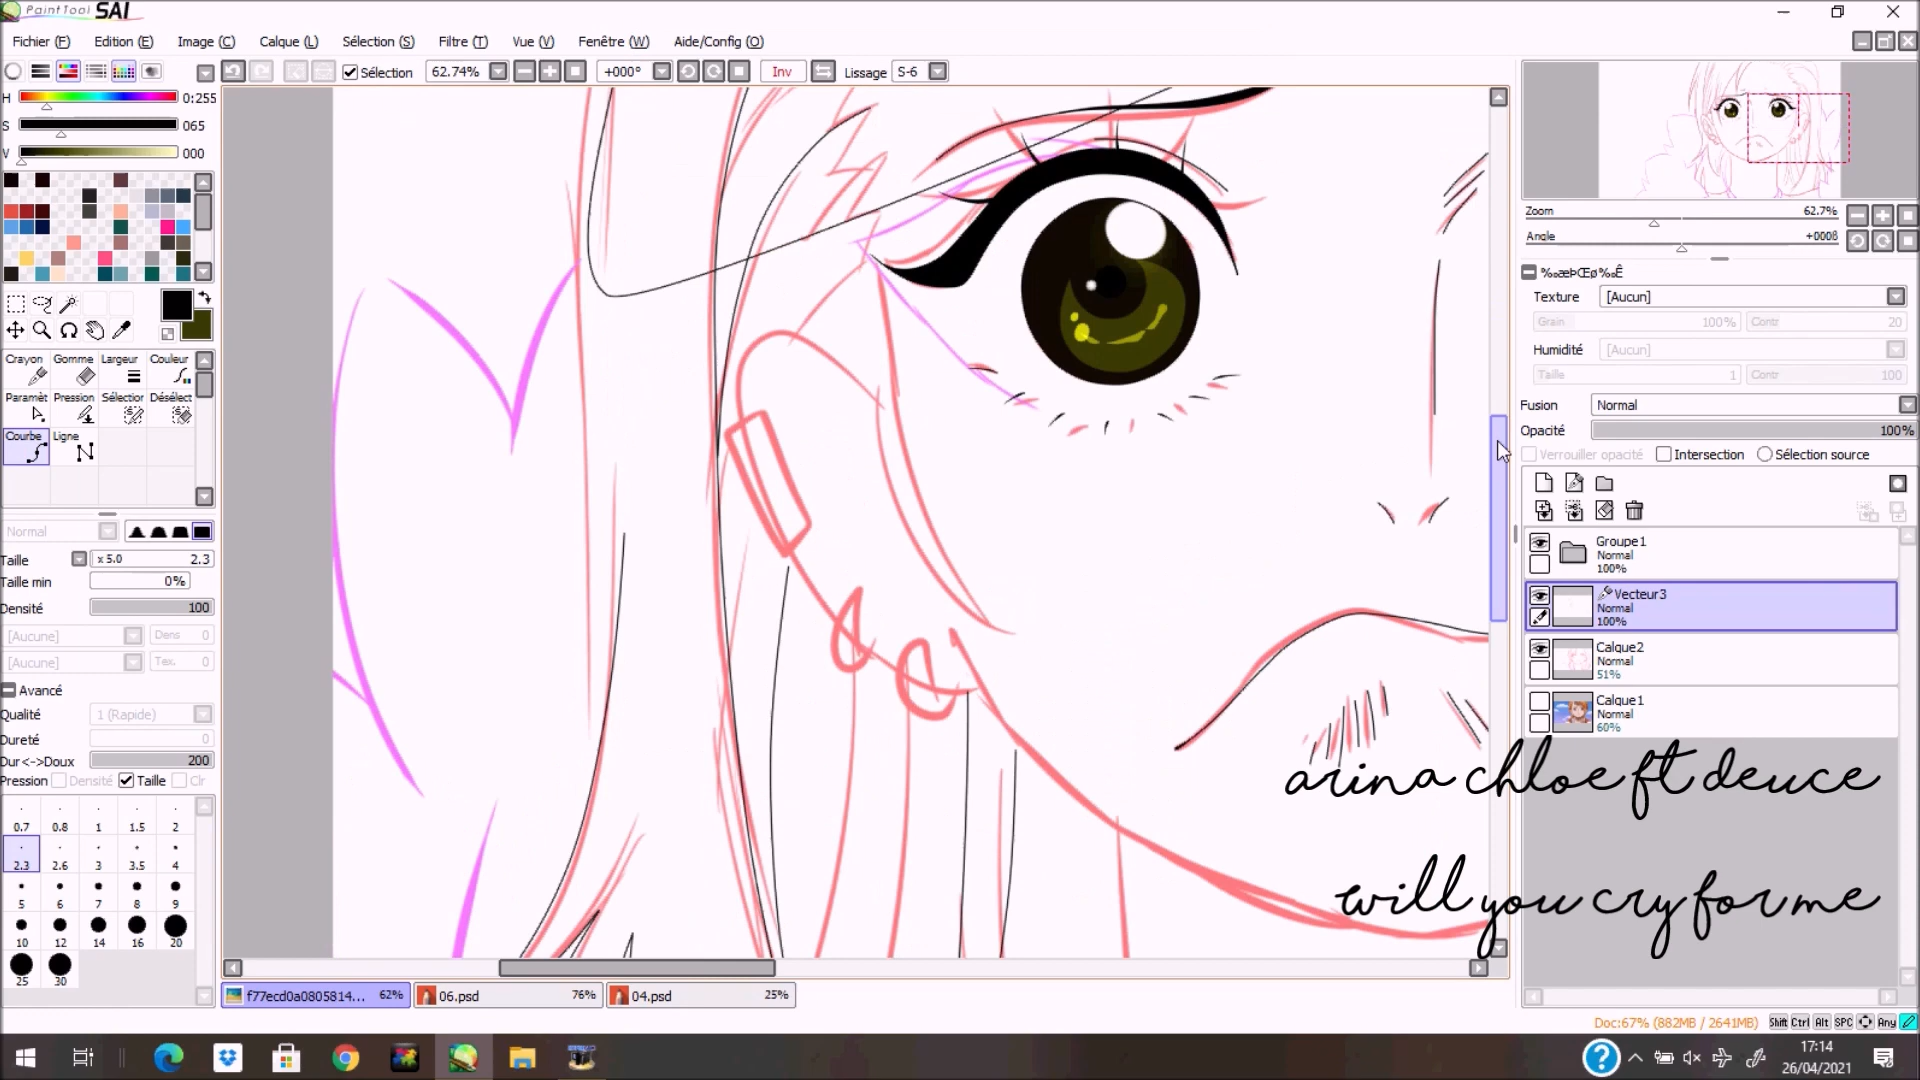 PaintTool SAI
Fichier (F) Edition (E) Image (C) Calque (L) Sélection (S) Filtre (T) Vue (V) Fenêtre (W) Aide/Config (O)
Sélection 62.74% +000° Inv Lissage S-6
H 0:255
S 065
V 000
Crayon Gomme Largeur Couleur
Paramèt Pression Sélection Désélect
Courbe Ligne
Normal
Taille x 5.0 2.3
Taille min 0%
Densité 100
[Aucune] Dens 0
[Aucune] Tex. 0
Avancé
Qualité 1 (Rapide)
Dureté 0
Dur<->Doux 200
Pression Densité Taille Clr
0.7 0.8 1 1.5 2
2.3 2.6 3 3.5 4
5 6 7 8 9
10 12 14 16 20
25 30
f77ecd0a0805814... 62% 06.psd 76% 04.psd 25%
Zoom 62.7%
Angle
Texture [Aucun]
Grain 100% Contr 20
Humidité [Aucun]
Taille 1 Contr 100
Fusion Normal
Opacité 100%
Verrouiller opacité Intersection Sélection source
Groupe1
Normal
100%
Vecteur3
Normal
100%
Calque2
Normal
51%
Calque1
Normal
60%
arina chloe ft deuce
will you cry for me
Doc:67% (882MB / 2641MB) Shift Ctrl Alt SPC Any
17:14
26/04/2021